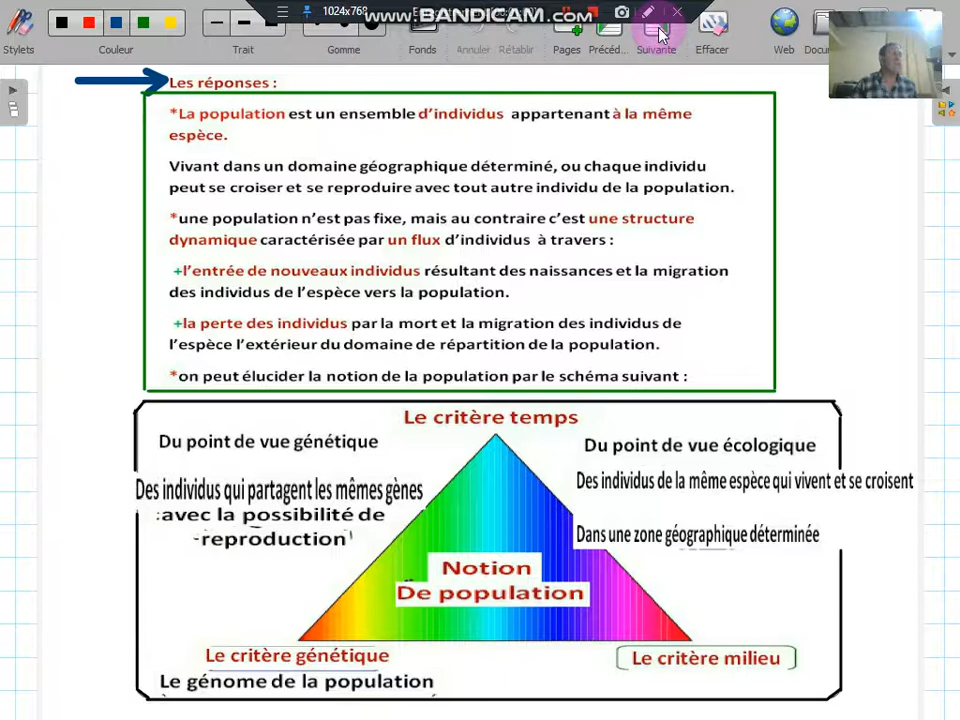 1024x768
www.BANDICAM.com
Stylets
Couleur
Trait
Gomme
Fonds
Annuler
Rétablir
Pages
Précéd...
Suivante
Effacer
Web
Les réponses :
*La population est un ensemble d'individus appartenant à la même
espèce.
Vivant dans un domaine géographique déterminé, ou chaque individu
peut se croiser et se reproduire avec tout autre individu de la population.
*une population n'est pas fixe, mais au contraire c'est une structure
dynamique caractérisée par un flux d'individus à travers :
+l'entrée de nouveaux individus résultant des naissances et la migration
des individus de l'espèce vers la population.
+la perte des individus par la mort et la migration des individus de
l'espèce l'extérieur du domaine de répartition de la population.
*on peut élucider la notion de la population par le schéma suivant :
Le critère temps
Du point de vue génétique
Du point de vue écologique
Des individus qui partagent les mêmes gènes
avec la possibilité de
reproduction
Des individus de la même espèce qui vivent et se croisent
Dans une zone géographique déterminée
Notion
De population
Le critère génétique
Le critère milieu
Le génome de la population